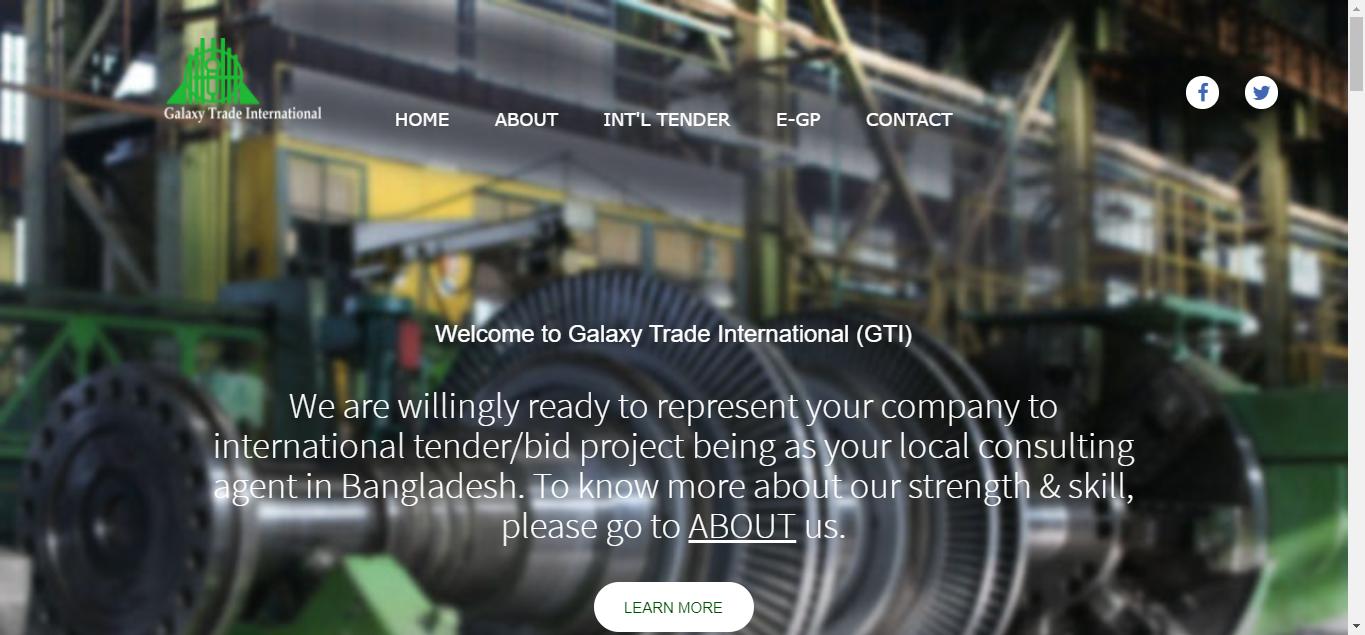 Galaxy Trade International
HOME ABOUT INT'L TENDER E-GP CONTACT
Welcome to Galaxy Trade International (GTI)
We are willingly ready to represent your company to
international tender/bid project being as your local consulting
agent in Bangladesh. To know more about our strength & skill,
please go to ABOUT us.
LEARN MORE